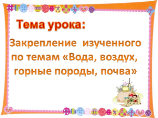 Тема урока:
Закрепление изученного
по темам «Вода, воздух,
горные породы, почва»